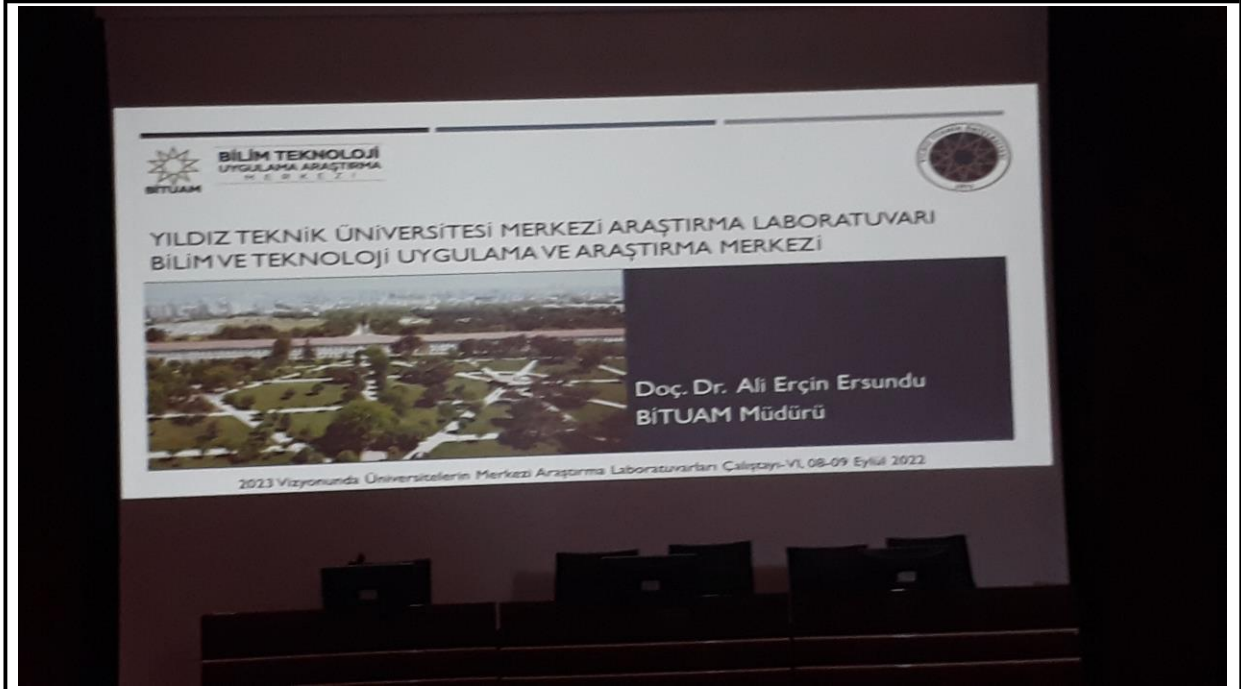 BİLİM TEKNOLOJİ
UYGULAMA ARAŞTIRMA
MERKEZİ
BİTUAM
YILDIZ TEKNİK ÜNİVERSİTESİ MERKEZİ ARAŞTIRMA LABORATUVARI
BİLİM VE TEKNOLOJİ UYGULAMA VE ARAŞTIRMA MERKEZİ
Doç. Dr. Ali Erçin Ersundu
BİTUAM Müdürü
2023 Vizyonunda Üniversitelerin Merkezi Araştırma Laboratuvarları Çalıştayı-VI, 08-09 Eylül 2022